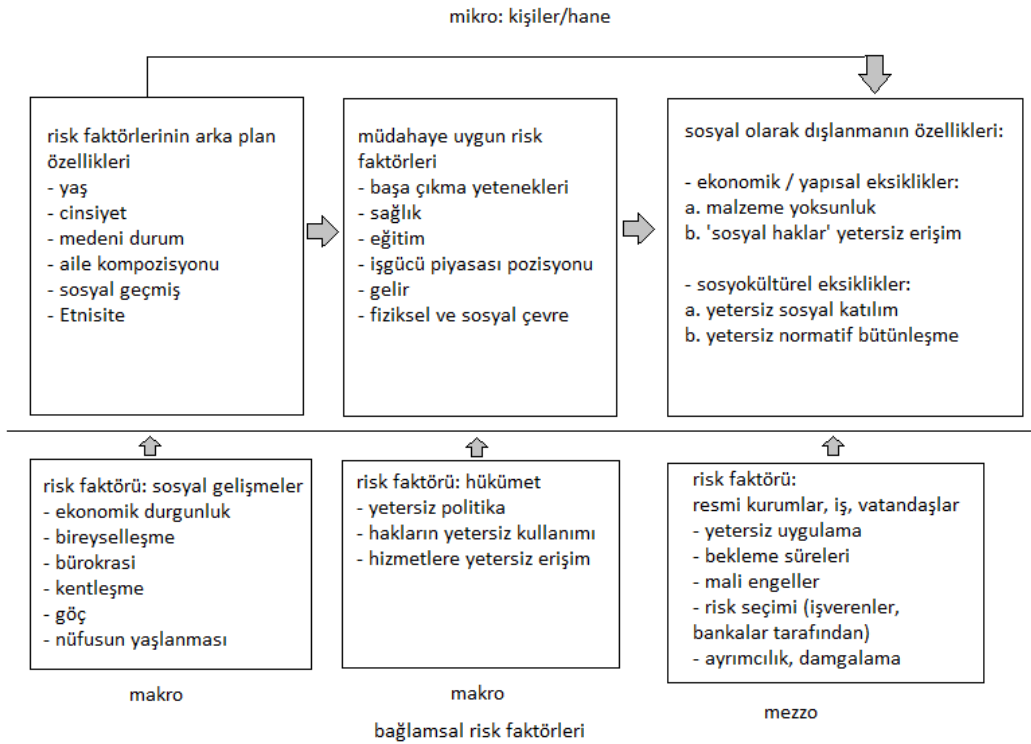 mikro: kişiler/hane
risk faktörlerinin arka plan
özellikleri
- yaş
- cinsiyet
- medeni durum
- aile kompozisyonu
- sosyal geçmiş
- Etnisite
müdahaye uygun risk
faktörleri
- başa çıkma yetenekleri
- sağlık
- eğitim
- işgücü piyasası pozisyonu
- gelir
- fiziksel ve sosyal çevre
sosyal olarak dışlanmanın özellikleri:
- ekonomik / yapısal eksiklikler:
a. malzeme yoksunluk
b. 'sosyal haklar' yetersiz erişim
- sosyokültürel eksiklikler:
a. yetersiz sosyal katılım
b. yetersiz normatif bütünleşme
risk faktörü: sosyal gelişmeler
- ekonomik durgunluk
- bireyselleşme
- bürokrasi
- kentleşme
- göç
- nüfusun yaşlanması
risk faktörü: hükümet
- yetersiz politika
- hakların yetersiz kullanımı
- hizmetlere yetersiz erişim
risk faktörü:
resmi kurumlar, iş, vatandaşlar
- yetersiz uygulama
- bekleme süreleri
- mali engeller
- risk seçimi (işverenler,
bankalar tarafından)
- ayrımcılık, damgalama
makro
makro
mezzo
bağlamsal risk faktörleri